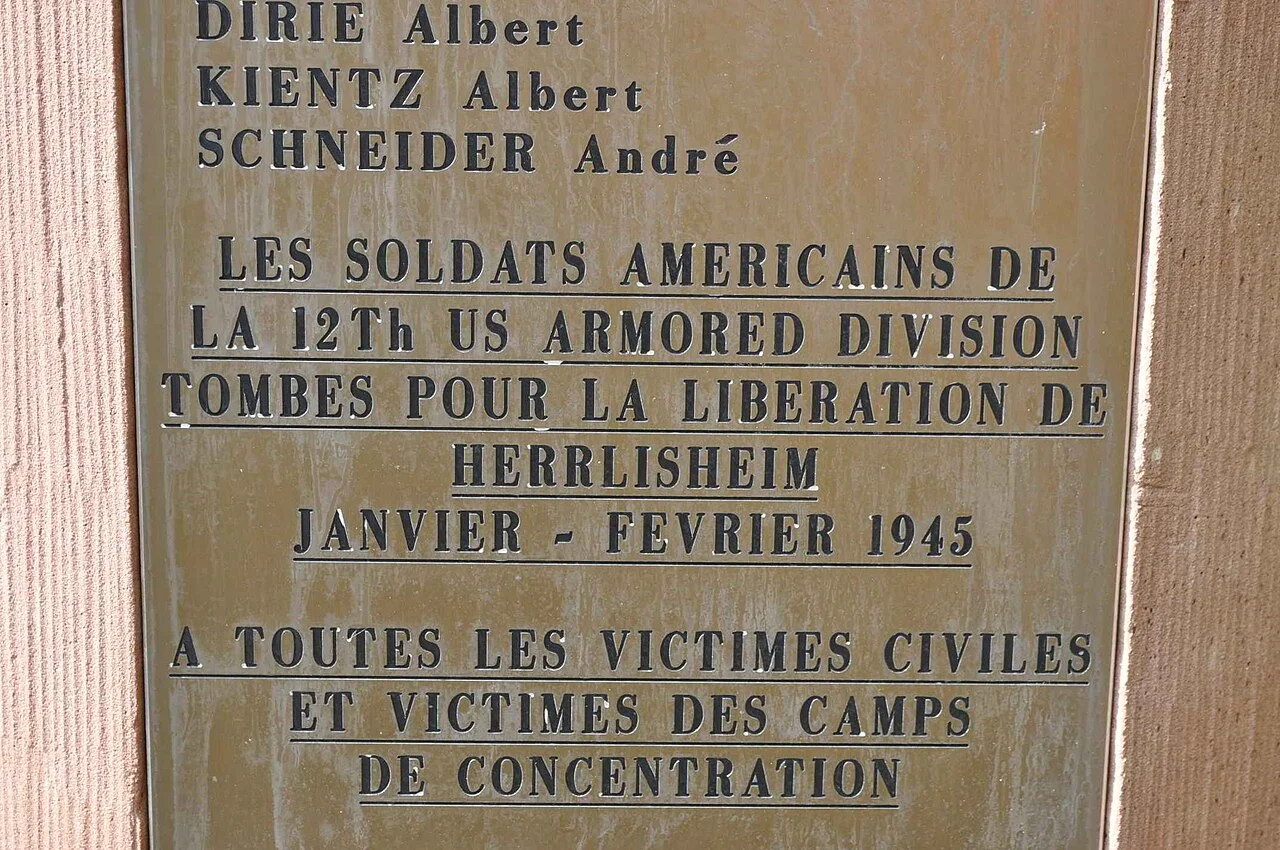 DIRIE Albert
KIENTZ Albert
SCHNEIDER André
LES SOLDATS AMERICAINS DE
LA 12Th US ARMORED DIVISION
TOMBES POUR LA LIBERATION DE
HERRLISHEIM
JANVIER - FEVRIER 1945
A TOUTES LES VICTIMES CIVILES
ET VICTIMES DES CAMPS
DE CONCENTRATION